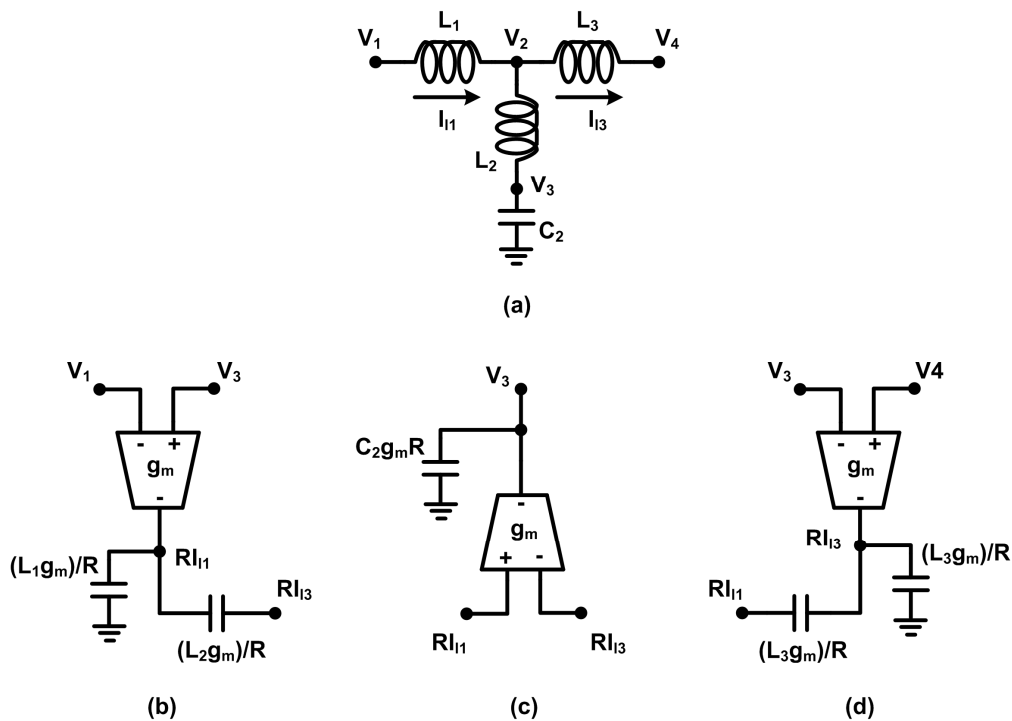 L1 L3
V1 V2 V4
Il1 Il3
L2
V3
C2
(a)
V1 V3
- +
gm
-
RIl1
(L1gm)/R
RIl3
(L2gm)/R
(b)
V3
C2gmR
-
gm
+ -
RIl1 RIl3
(c)
V3 V4
- +
gm
-
RIl3
(L3gm)/R
RIl1
(L3gm)/R
(d)